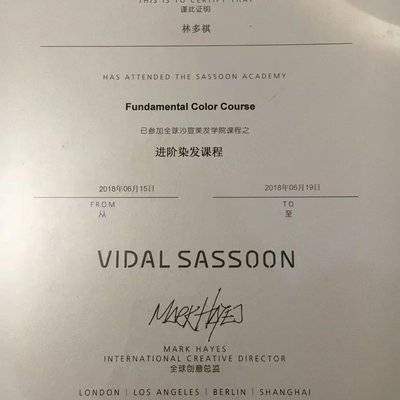 THIS IS TO CERTIFY THAT
谨此证明
林多祺
HAS ATTENDED THE SASSOON ACADEMY
Fundamental Color Course
已参加全球沙宣美发学院课程之
进阶染发课程
2018年06月15日 2018年06月19日
FROM TO
从 至
VIDAL SASSOON
MARK HAYES
MARK HAYES
INTERNATIONAL CREATIVE DIRECTOR
全球创意总监
LONDON | LOS ANGELES | BERLIN | SHANGHAI